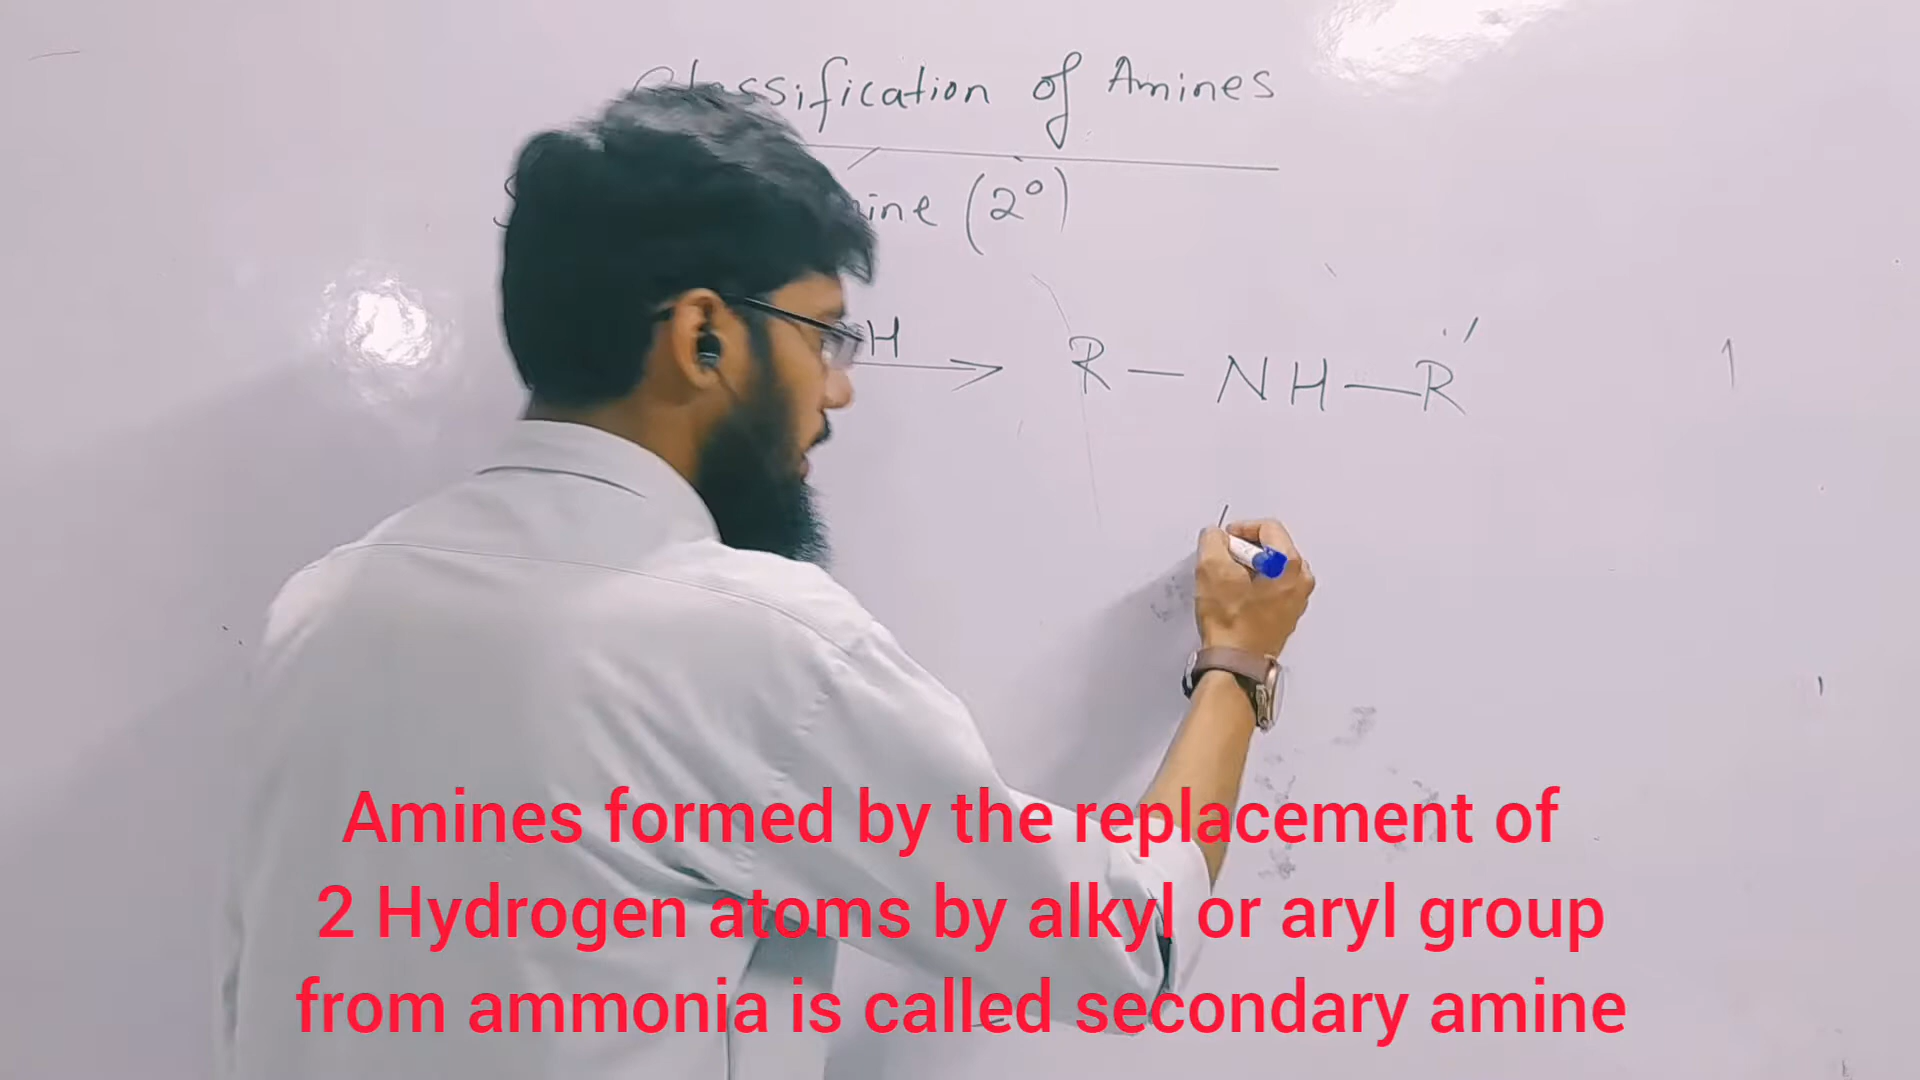 Classification of Amines
(2°)
H
R — NH — R'
Amines formed by the replacement of
2 Hydrogen atoms by alkyl or aryl group
from ammonia is called secondary amine